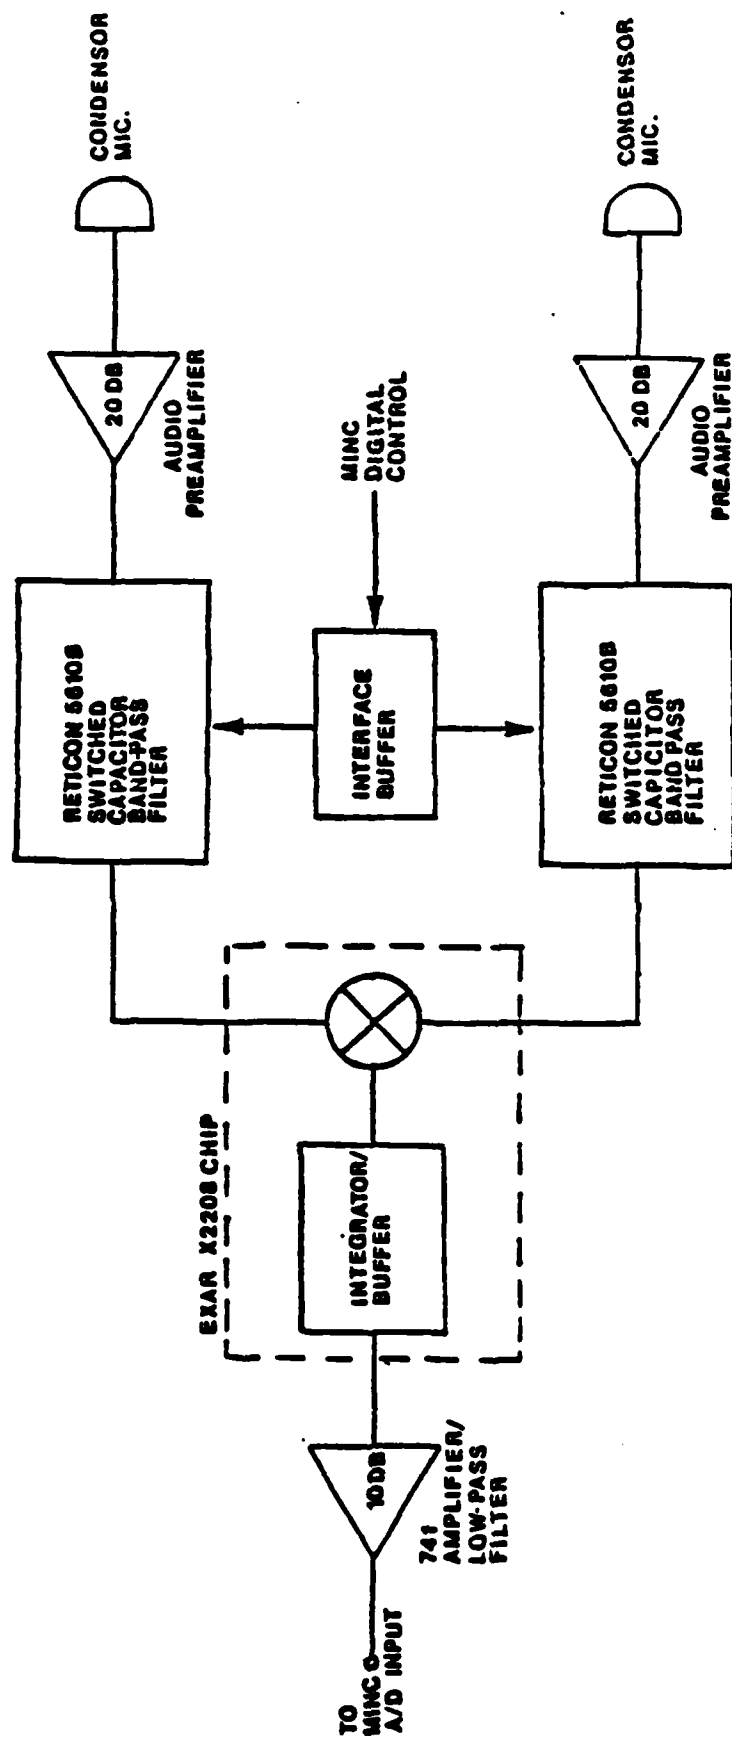 CONDENSOR
MIC.
20 DB
AUDIO
PREAMPLIFIER
RETICON 5610B
SWITCHED
CAPACITOR
BAND-PASS
FILTER
MINC
DIGITAL
CONTROL
INTERFACE
BUFFER
CONDENSOR
MIC.
20 DB
AUDIO
PREAMPLIFIER
RETICON 5610B
SWITCHED
CAPICITOR
BAND PASS
FILTER
EXAR X2208 CHIP
INTEGRATOR/
BUFFER
10DB
741
AMPLIFIER/
LOW-PASS
FILTER
TO
MINC
A/D INPUT